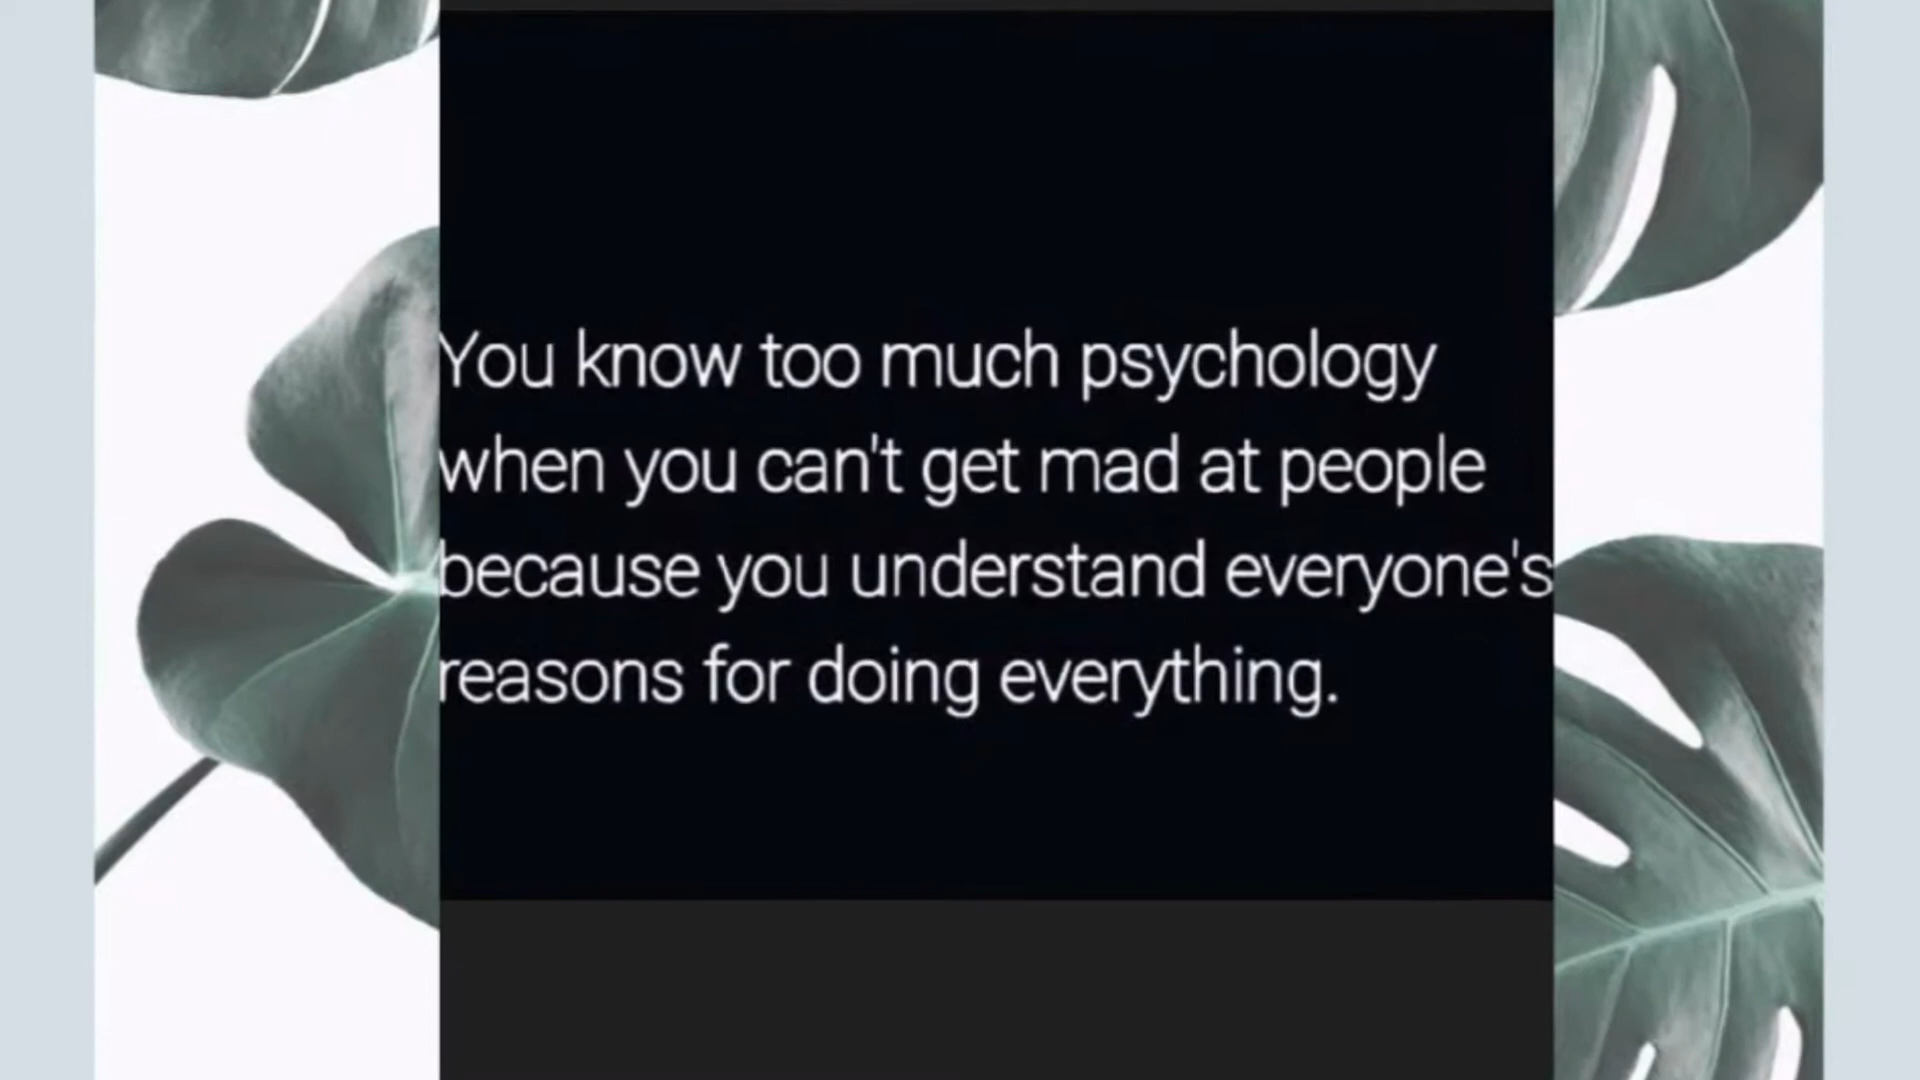 You know too much psychology
when you can't get mad at people
because you understand everyone's
reasons for doing everything.